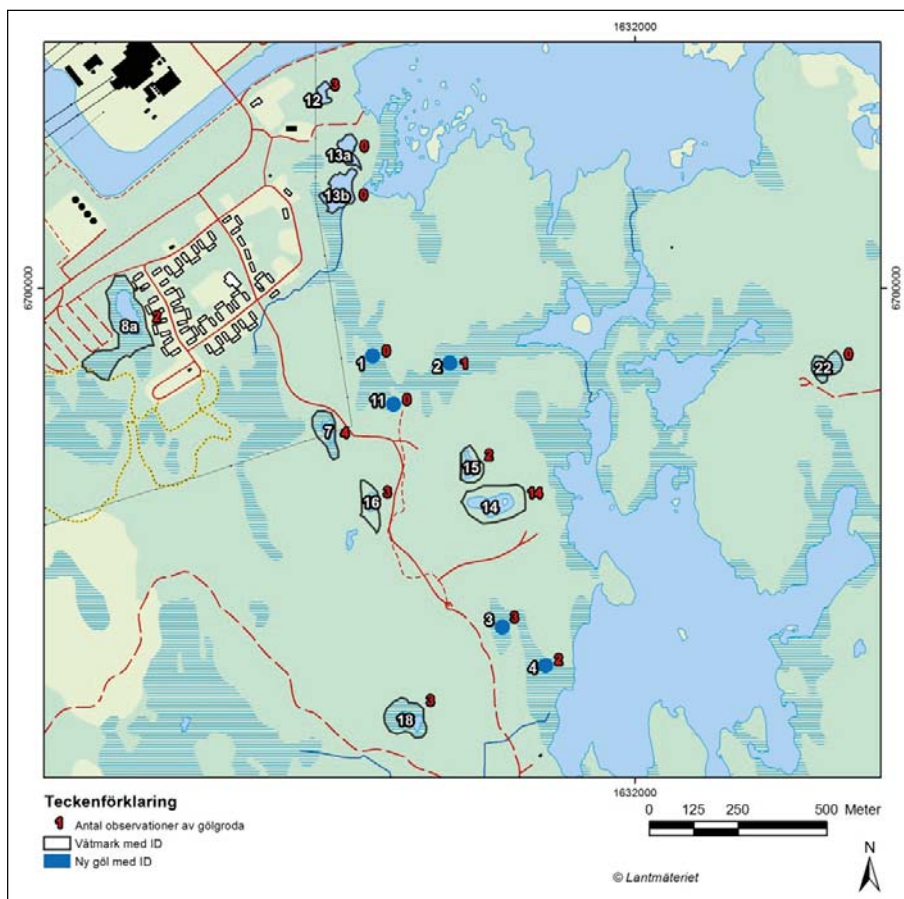 1632000
12 3
13a 0
13b 0
6700000 6700000
8a 2
1 0
2 1
22 0
11 0
7 4
15 2
16 3
14 14
3 3
4 2
18 3
1632000
Teckenförklaring
1 Antal observationer av gölgroda
Våtmark med ID
Ny göl med ID
0 125 250 500 Meter
N
© Lantmäteriet